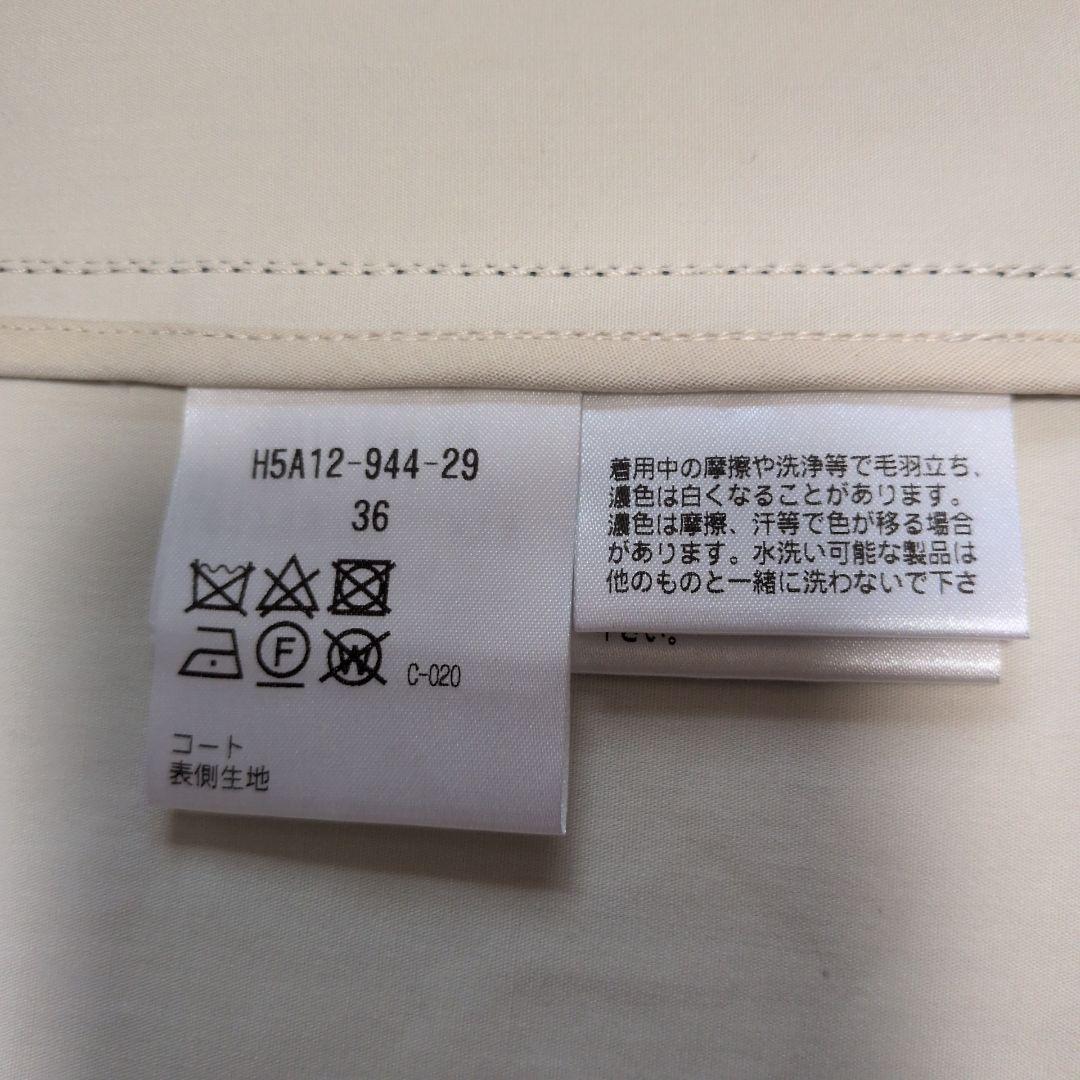 H5A12-944-29
36
F
W
C-020
コート
表側生地
着用中の摩擦や洗浄等で毛羽立ち、
濃色は白くなることがあります。
濃色は摩擦、汗等で色が移る場合
があります。水洗い可能な製品は
他のものと一緒に洗わないで下さ